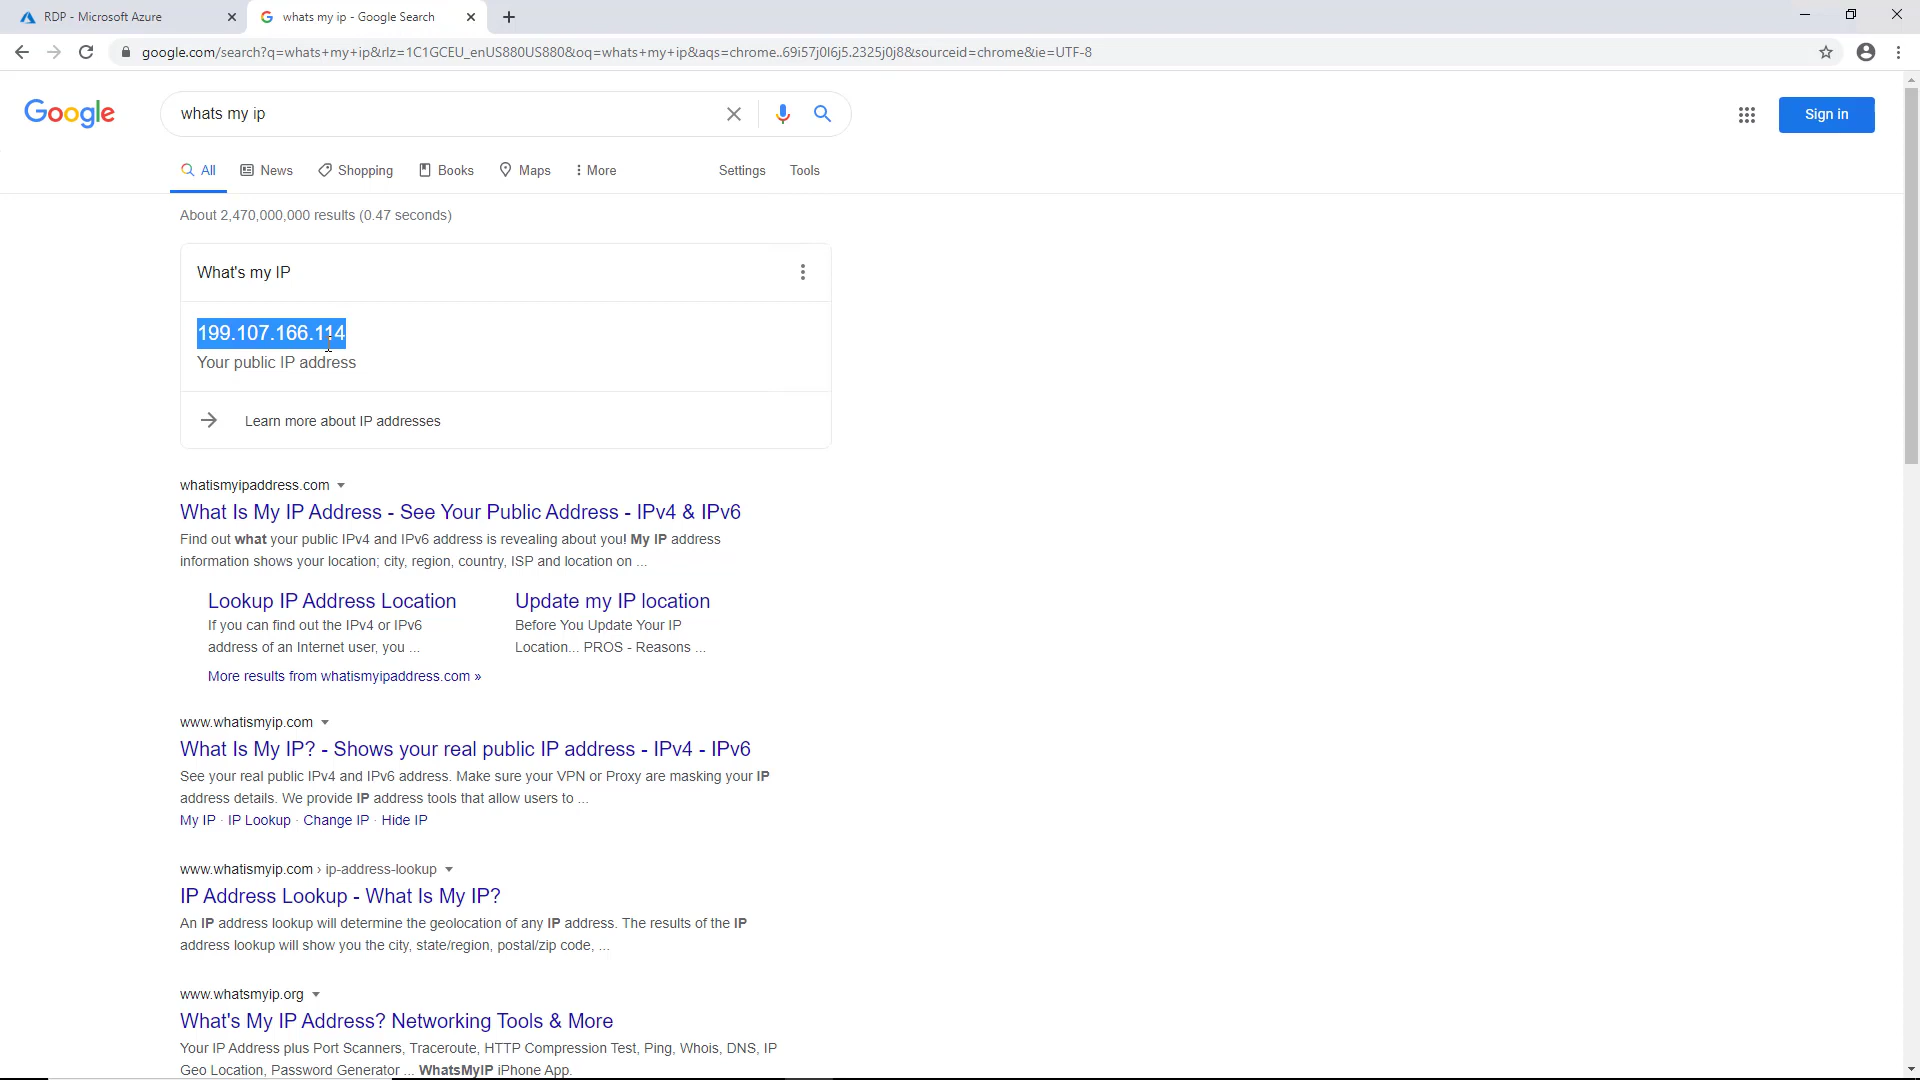 RDP - Microsoft Azure
whats my ip - Google Search
google.com/search?q=whats+my+ip&rlz=1C1GCEU_enUS880US880&oq=whats+my+ip&aqs=chrome..69i57j0l6j5.2325j0j8&sourceid=chrome&ie=UTF-8
Google
whats my ip
Sign in
All News Shopping Books Maps More Settings Tools
About 2,470,000,000 results (0.47 seconds)
What's my IP
199.107.166.114
Your public IP address
Learn more about IP addresses
whatismyipaddress.com
What Is My IP Address - See Your Public Address - IPv4 & IPv6
Find out what your public IPv4 and IPv6 address is revealing about you! My IP address
information shows your location; city, region, country, ISP and location on ...
Lookup IP Address Location
If you can find out the IPv4 or IPv6
address of an Internet user, you ...
Update my IP location
Before You Update Your IP
Location... PROS - Reasons ...
More results from whatismyipaddress.com »
www.whatismyip.com
What Is My IP? - Shows your real public IP address - IPv4 - IPv6
See your real public IPv4 and IPv6 address. Make sure your VPN or Proxy are masking your IP
address details. We provide IP address tools that allow users to ...
My IP · IP Lookup · Change IP · Hide IP
www.whatismyip.com › ip-address-lookup
IP Address Lookup - What Is My IP?
An IP address lookup will determine the geolocation of any IP address. The results of the IP
address lookup will show you the city, state/region, postal/zip code, ...
www.whatsmyip.org
What's My IP Address? Networking Tools & More
Your IP Address plus Port Scanners, Traceroute, HTTP Compression Test, Ping, Whois, DNS, IP
Geo Location, Password Generator ... WhatsMyIP iPhone App.